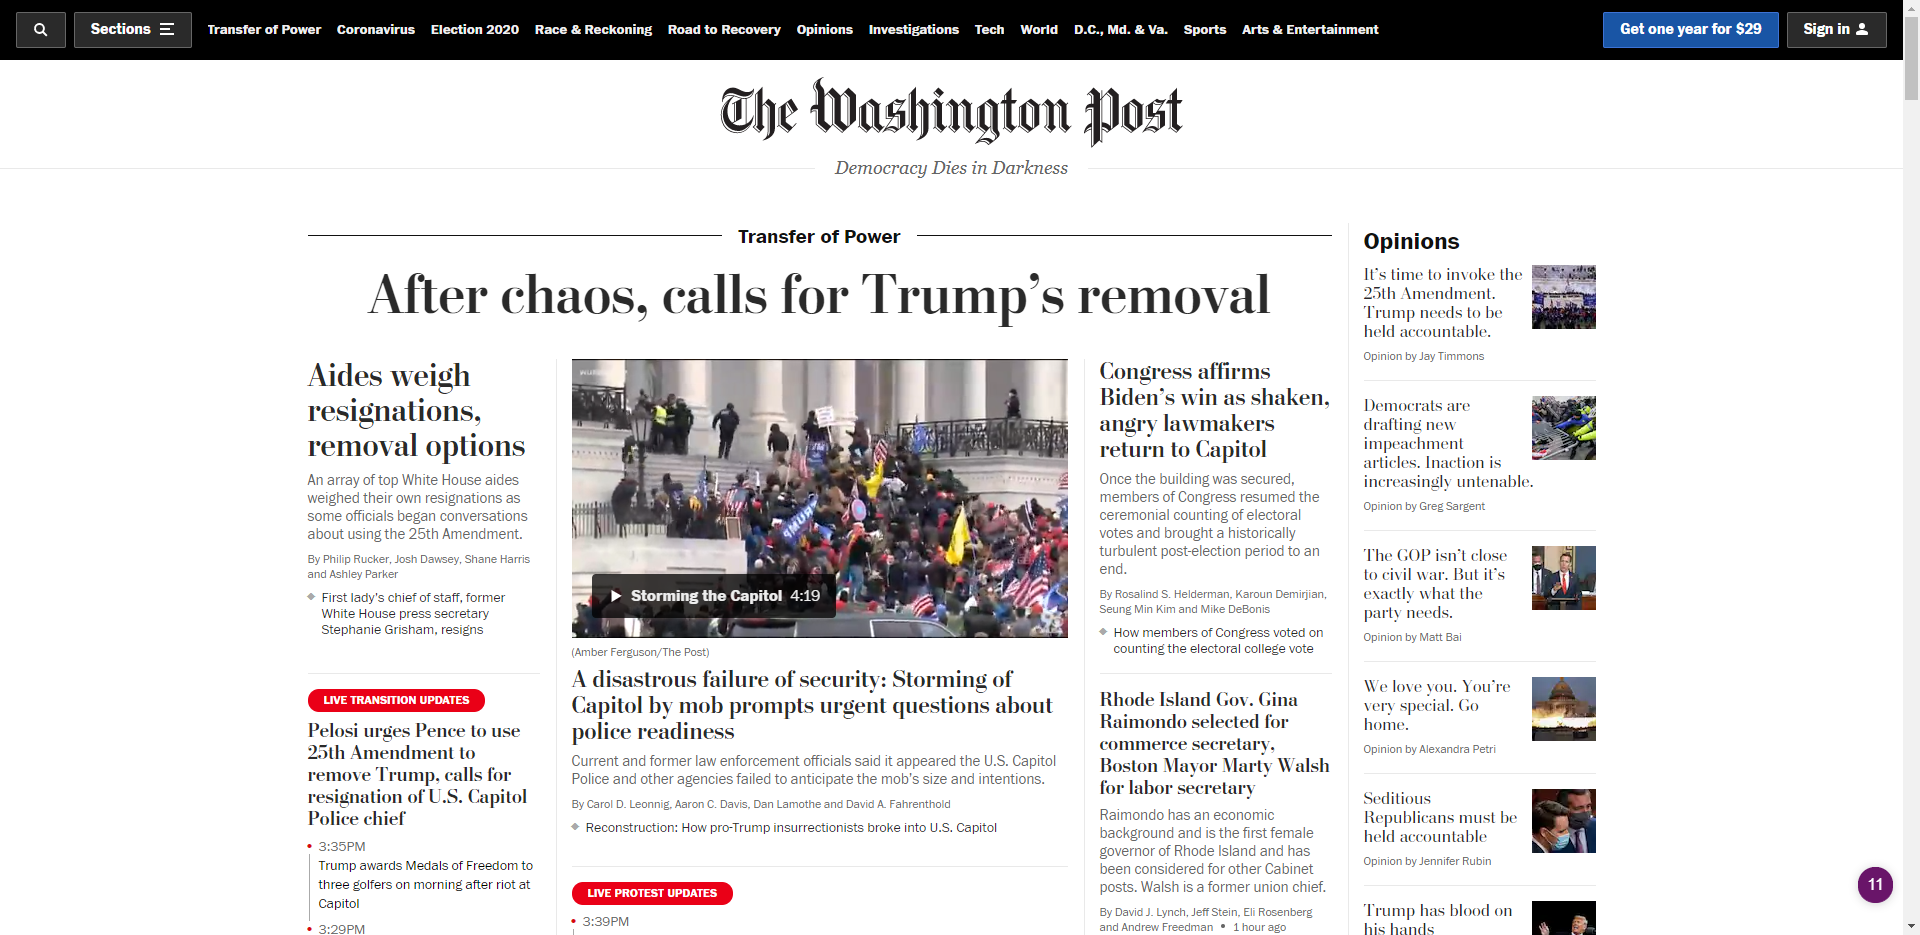 Sections
Transfer of Power Coronavirus Election 2020 Race & Reckoning Road to Recovery Opinions Investigations Tech World D.C., Md. & Va. Sports Arts & Entertainment
Get one year for $29
Sign in
The Washington Post
Democracy Dies in Darkness
Transfer of Power
After chaos, calls for Trump's removal
Aides weigh
resignations,
removal options
An array of top White House aides
weighed their own resignations as
some officials began conversations
about using the 25th Amendment.
By Philip Rucker, Josh Dawsey, Shane Harris
and Ashley Parker
First lady's chief of staff, former
White House press secretary
Stephanie Grisham, resigns
LIVE TRANSITION UPDATES
Pelosi urges Pence to use
25th Amendment to
remove Trump, calls for
resignation of U.S. Capitol
Police chief
3:35PM
Trump awards Medals of Freedom to
three golfers on morning after riot at
Capitol
3:29PM
TRUMP
Storming the Capitol 4:19
(Amber Ferguson/The Post)
A disastrous failure of security: Storming of
Capitol by mob prompts urgent questions about
police readiness
Current and former law enforcement officials said it appeared the U.S. Capitol
Police and other agencies failed to anticipate the mob's size and intentions.
By Carol D. Leonnig, Aaron C. Davis, Dan Lamothe and David A. Fahrenthold
Reconstruction: How pro-Trump insurrectionists broke into U.S. Capitol
LIVE PROTEST UPDATES
3:39PM
Congress affirms
Biden's win as shaken,
angry lawmakers
return to Capitol
Once the building was secured,
members of Congress resumed the
ceremonial counting of electoral
votes and brought a historically
turbulent post-election period to an
end.
By Rosalind S. Helderman, Karoun Demirjian,
Seung Min Kim and Mike DeBonis
How members of Congress voted on
counting the electoral college vote
Rhode Island Gov. Gina
Raimondo selected for
commerce secretary,
Boston Mayor Marty Walsh
for labor secretary
Raimondo has an economic
background and is the first female
governor of Rhode Island and has
been considered for other Cabinet
posts. Walsh is a former union chief.
By David J. Lynch, Jeff Stein, Eli Rosenberg
and Andrew Freedman • 1 hour ago
Opinions
It's time to invoke the
25th Amendment.
Trump needs to be
held accountable.
Opinion by Jay Timmons
Democrats are
drafting new
impeachment
articles. Inaction is
increasingly untenable.
Opinion by Greg Sargent
The GOP isn't close
to civil war. But it's
exactly what the
party needs.
Opinion by Matt Bai
We love you. You're
very special. Go
home.
Opinion by Alexandra Petri
Seditious
Republicans must be
held accountable
Opinion by Jennifer Rubin
Trump has blood on
his hands
11